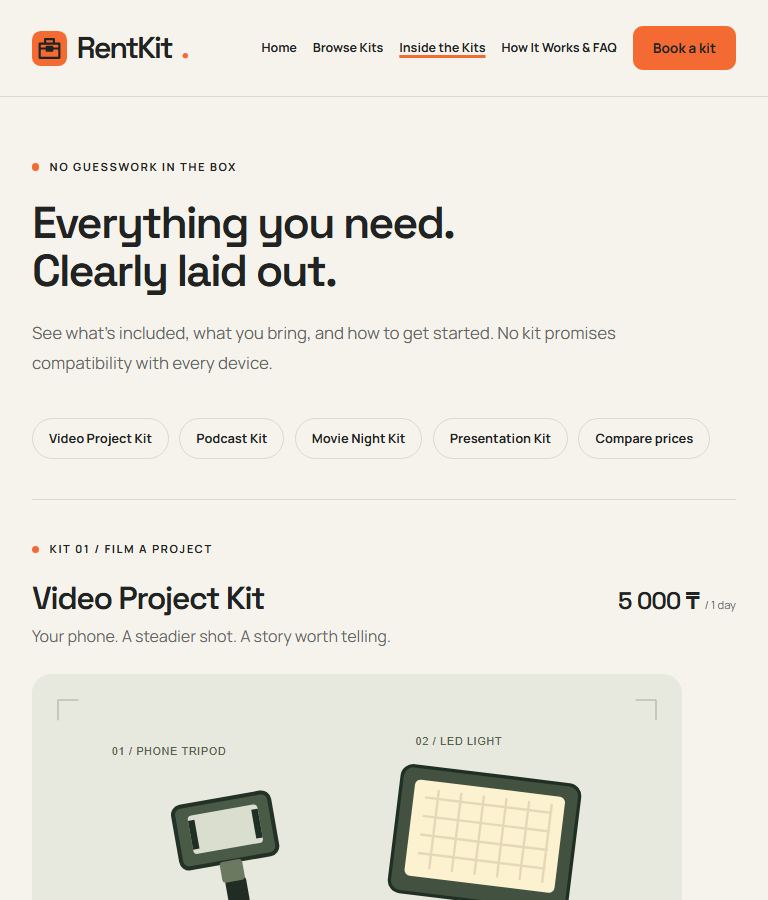 RentKit .
Home Browse Kits Inside the Kits How It Works & FAQ Book a kit
NO GUESSWORK IN THE BOX
Everything you need.
Clearly laid out.
See what's included, what you bring, and how to get started. No kit promises
compatibility with every device.
Video Project Kit Podcast Kit Movie Night Kit Presentation Kit Compare prices
KIT 01 / FILM A PROJECT
Video Project Kit 5 000 ₸ / 1 day
Your phone. A steadier shot. A story worth telling.
02 / LED LIGHT
01 / PHONE TRIPOD